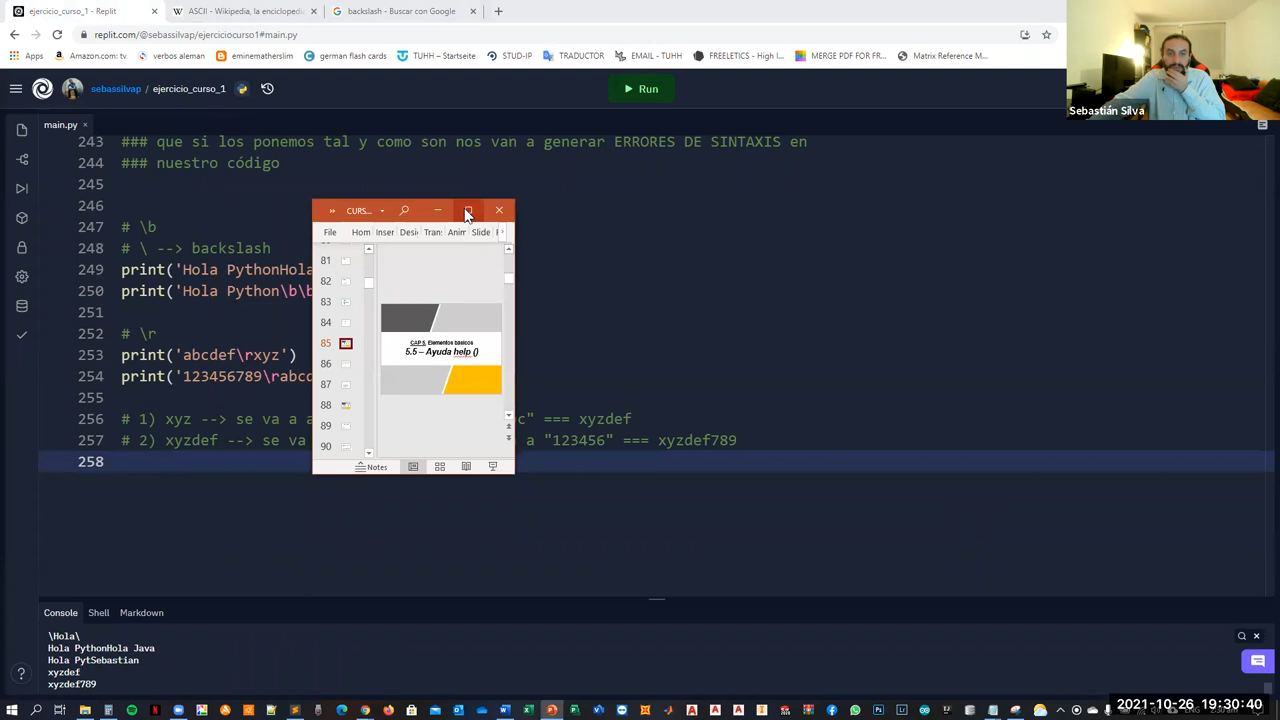 ejercicio_curso1 - Replit
ASCII - Wikipedia, la enciclopedi
backslash - Buscar con Google
replit.com/@sebassilvap/ejerciciocurso1#main.py
Apps
Amazon.com: tv
verbos aleman
eminematherslim
german flash cards
TUHH – Startseite
STUD-IP
TRADUCTOR
EMAIL - TUHH
FREELETICS - High I...
MERGE PDF FOR FR...
Matrix Reference M...
Sebastián Silva
sebassilvap / ejercicio_curso_1
Run
main.py
243 ### que si los ponemos tal y como son nos van a generar ERRORES DE SINTAXIS en
244 ### nuestro código
245
246
247 # \b
248 # \ --> backslash
249 print('Hola PythonHola
250 print('Hola Python\b\b
251
252 # \r
253 print('abcdef\rxyz')
254 print('123456789\rabcd
255
256 # 1) xyz --> se va a a c" === xyzdef
257 # 2) xyzdef --> se va a "123456" === xyzdef789
258
CURS...
File Hom Inser Desig Trans Anim Slide
81
82
83
84
85
86
87
88
89
90
CAP 5. Elementos básicos
5.5 – Ayuda help ()
Notes
Console Shell Markdown
\Hola\
Hola PythonHola Java
Hola PytSebastian
xyzdef
xyzdef789
2021-10-26 19:30:40